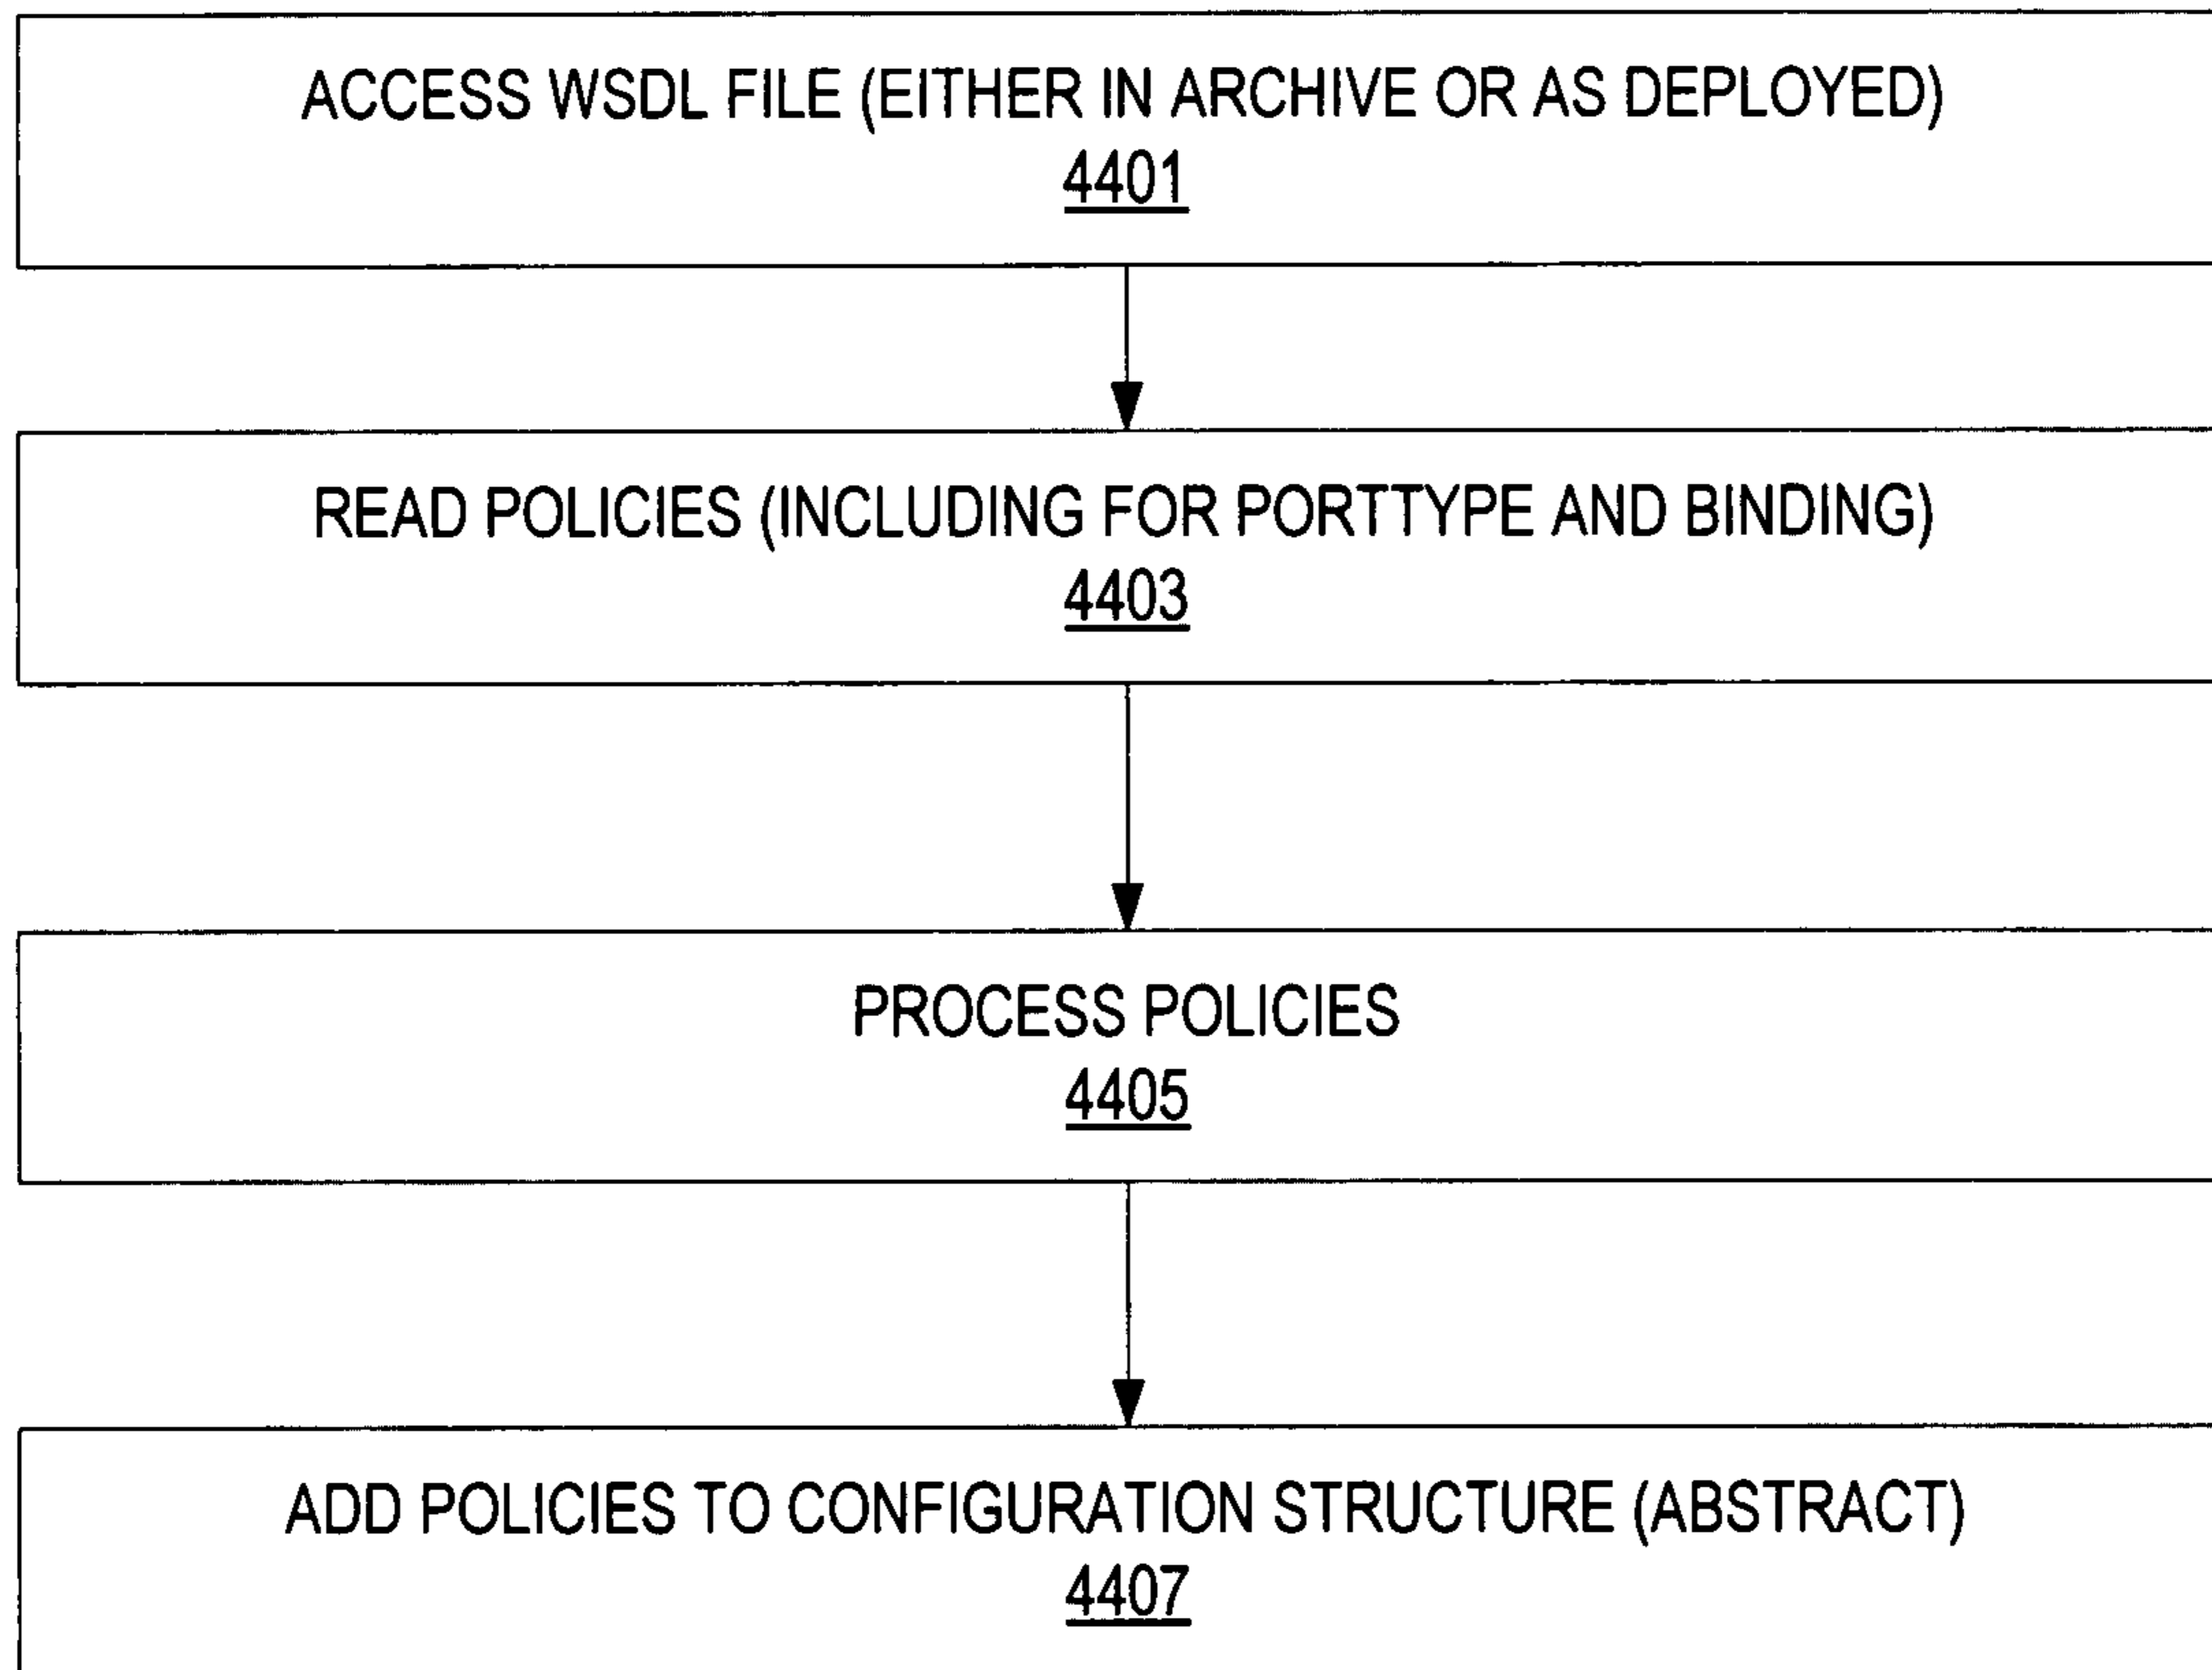 ACCESS WSDL FILE (EITHER IN ARCHIVE OR AS DEPLOYED)
4401
READ POLICIES (INCLUDING FOR PORTTYPE AND BINDING)
4403
PROCESS POLICIES
4405
ADD POLICIES TO CONFIGURATION STRUCTURE (ABSTRACT)
4407